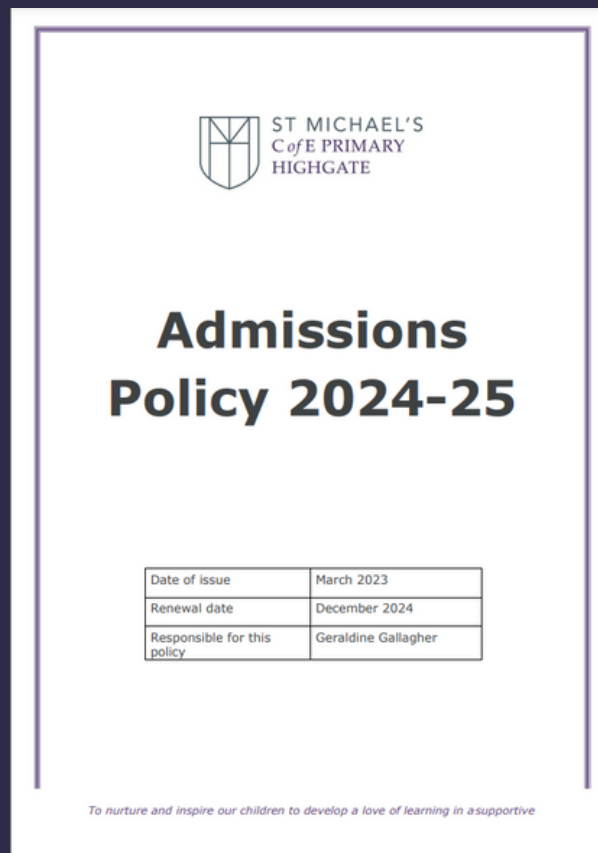 ST MICHAEL'S
C of E PRIMARY
HIGHGATE
Admissions
Policy 2024-25
Date of issue March 2023
Renewal date December 2024
Responsible for this Geraldine Gallagher
policy
To nurture and inspire our children to develop a love of learning in a supportive